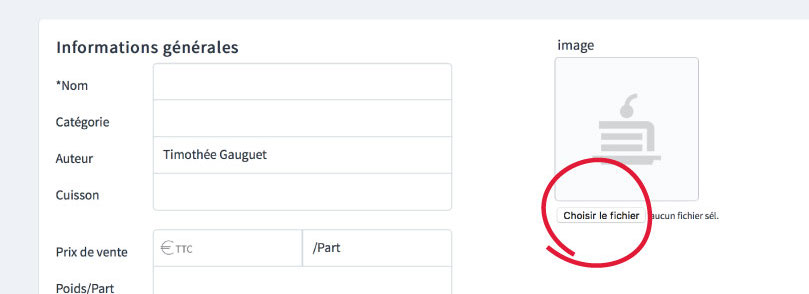 Informations générales
image
*Nom
Catégorie
Auteur
Timothée Gauguet
Cuisson
Choisir le fichier aucun fichier sél.
Prix de vente
€ TTC
/Part
Poids/Part